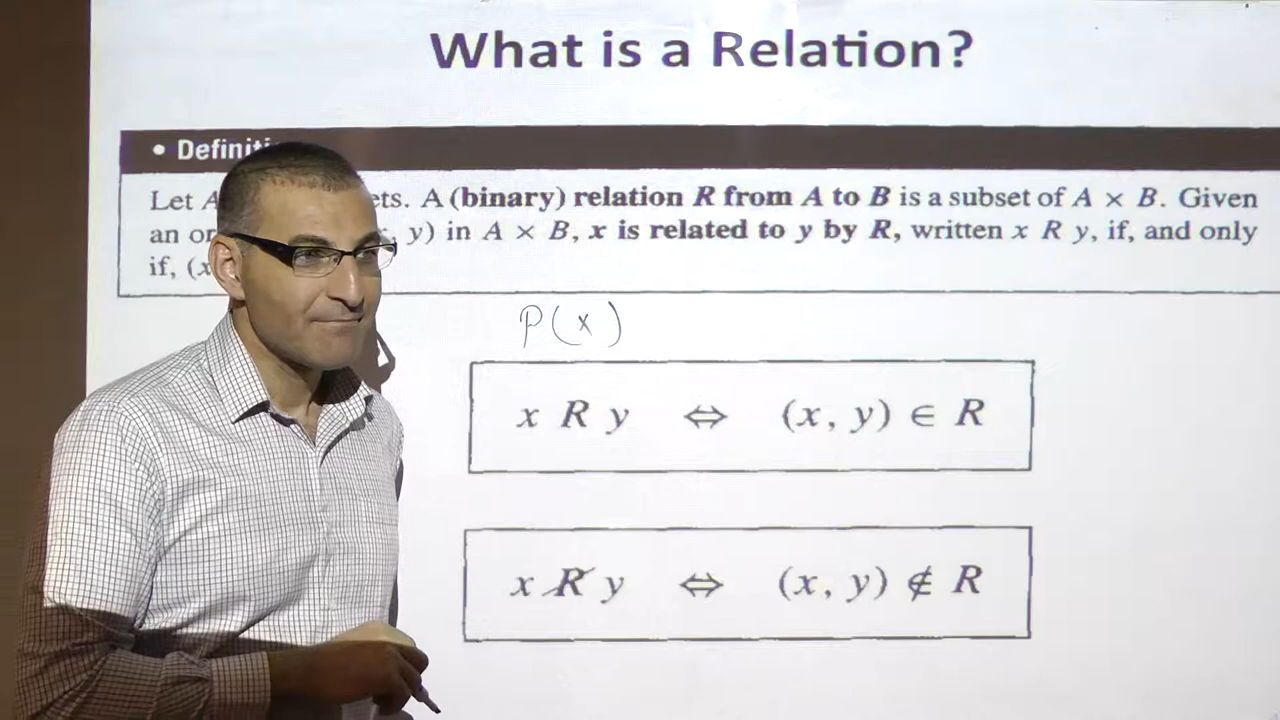 What is a Relation?
• Definiti
Let A ets. A (binary) relation R from A to B is a subset of A × B. Given
an or , y) in A × B, x is related to y by R, written x R y, if, and only
if, (x
P(x)
x R y ⇔ (x, y) ∈ R
x R̸ y ⇔ (x, y) ∉ R